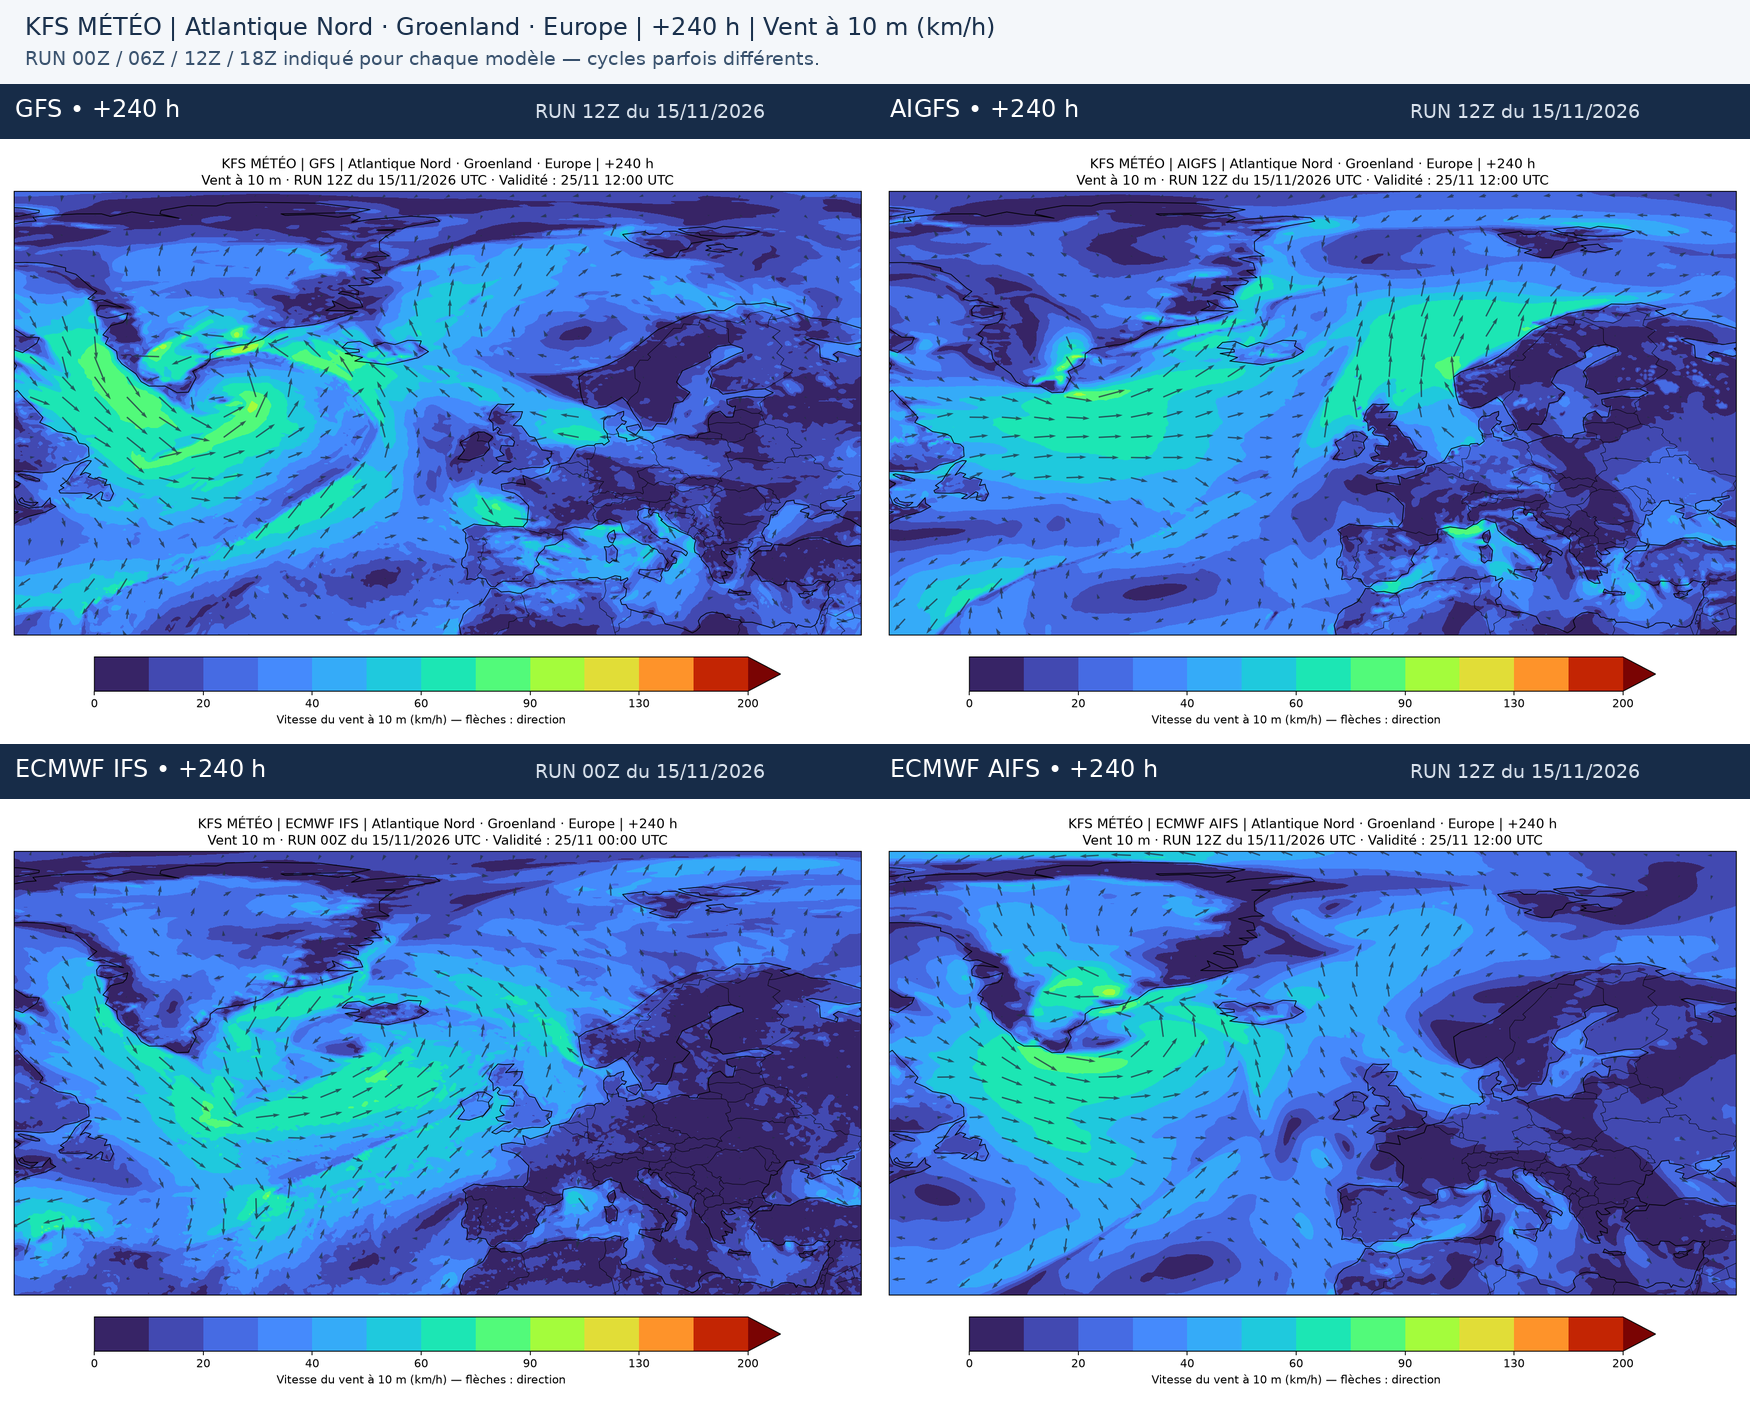 KFS MÉTÉO | Atlantique Nord · Groenland · Europe | +240 h | Vent à 10 m (km/h)
RUN 00Z / 06Z / 12Z / 18Z indiqué pour chaque modèle — cycles parfois différents.
GFS • +240 h
RUN 12Z du 15/11/2026
AIGFS • +240 h
RUN 12Z du 15/11/2026
KFS MÉTÉO | GFS | Atlantique Nord · Groenland · Europe | +240 h
Vent à 10 m · RUN 12Z du 15/11/2026 UTC · Validité : 25/11 12:00 UTC
KFS MÉTÉO | AIGFS | Atlantique Nord · Groenland · Europe | +240 h
Vent à 10 m · RUN 12Z du 15/11/2026 UTC · Validité : 25/11 12:00 UTC
0 20 40 60 90 130 200
Vitesse du vent à 10 m (km/h) — flèches : direction
0 20 40 60 90 130 200
Vitesse du vent à 10 m (km/h) — flèches : direction
ECMWF IFS • +240 h
RUN 00Z du 15/11/2026
ECMWF AIFS • +240 h
RUN 12Z du 15/11/2026
KFS MÉTÉO | ECMWF IFS | Atlantique Nord · Groenland · Europe | +240 h
Vent 10 m · RUN 00Z du 15/11/2026 UTC · Validité : 25/11 00:00 UTC
KFS MÉTÉO | ECMWF AIFS | Atlantique Nord · Groenland · Europe | +240 h
Vent 10 m · RUN 12Z du 15/11/2026 UTC · Validité : 25/11 12:00 UTC
0 20 40 60 90 130 200
Vitesse du vent à 10 m (km/h) — flèches : direction
0 20 40 60 90 130 200
Vitesse du vent à 10 m (km/h) — flèches : direction